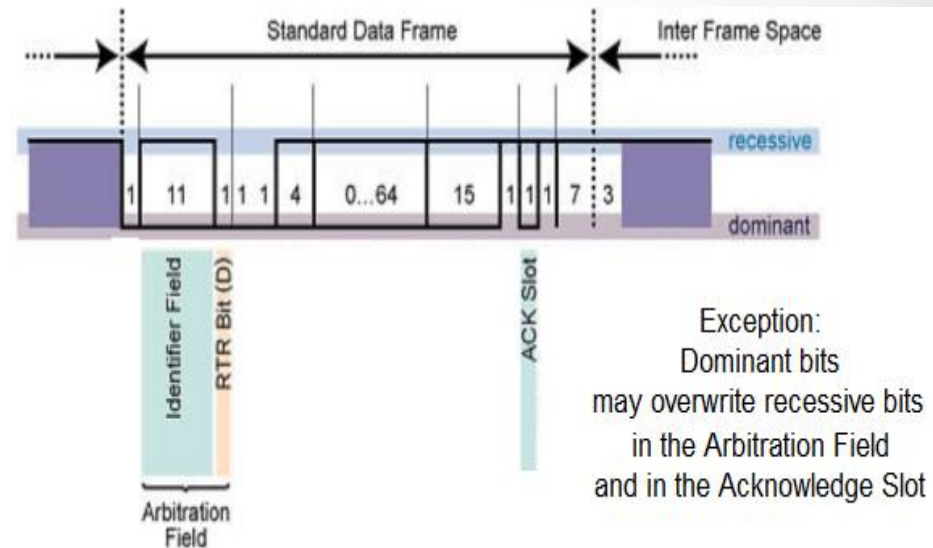 Standard Data Frame
Inter Frame Space
recessive
1 11 1 1 1 4 0...64 15 1 1 1 7 3
dominant
Identifier Field
RTR Bit (D)
ACK Slot
Arbitration
Field
Exception:
Dominant bits
may overwrite recessive bits
in the Arbitration Field
and in the Acknowledge Slot